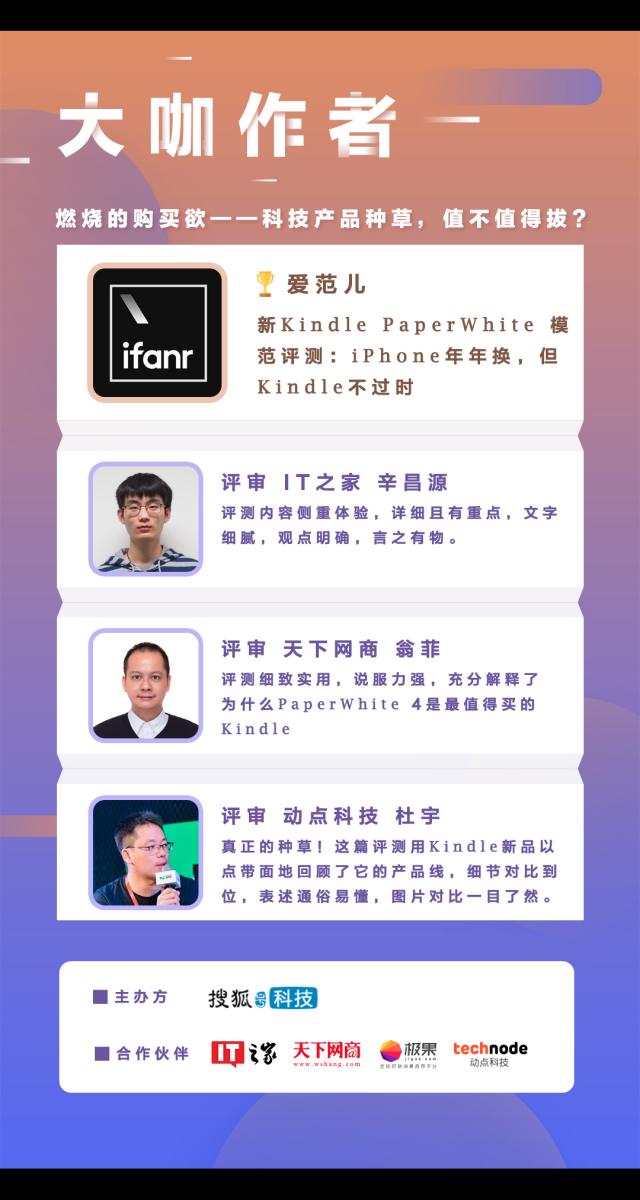 大咖作者
燃烧的购买欲——科技产品种草，值不值得拔？
ifanr
爱范儿
新Kindle PaperWhite 模
范评测：iPhone年年换，但
Kindle不过时
评审 IT之家 辛昌源
评测内容侧重体验，详细且有重点，文字
细腻，观点明确，言之有物。
评审 天下网商 翁菲
评测细致实用，说服力强，充分解释了
为什么PaperWhite 4是最值得买的
Kindle
评审 动点科技 杜宇
真正的种草！这篇评测用Kindle新品以
点带面地回顾了它的产品线，细节对比到
位，表述通俗易懂，图片对比一目了然。
主办方
搜狐号科技
合作伙伴
IT之家
天下网商
www.wshang.com
极果
jiguo.com
technode
动点科技